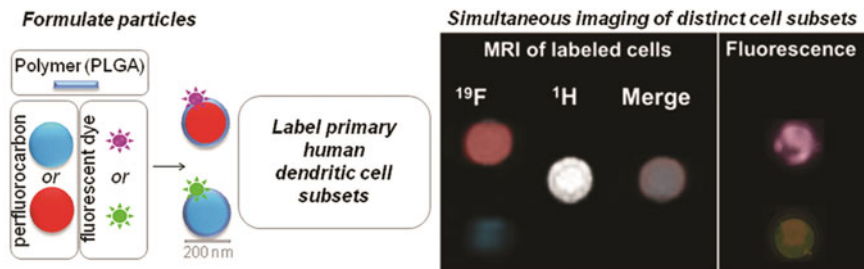 Formulate particles
Polymer (PLGA)
perfluorocarbon
or
fluorescent dye
or
200 nm
Label primary
human
dendritic cell
subsets
Simultaneous imaging of distinct cell subsets
MRI of labeled cells
19F
1H
Merge
Fluorescence